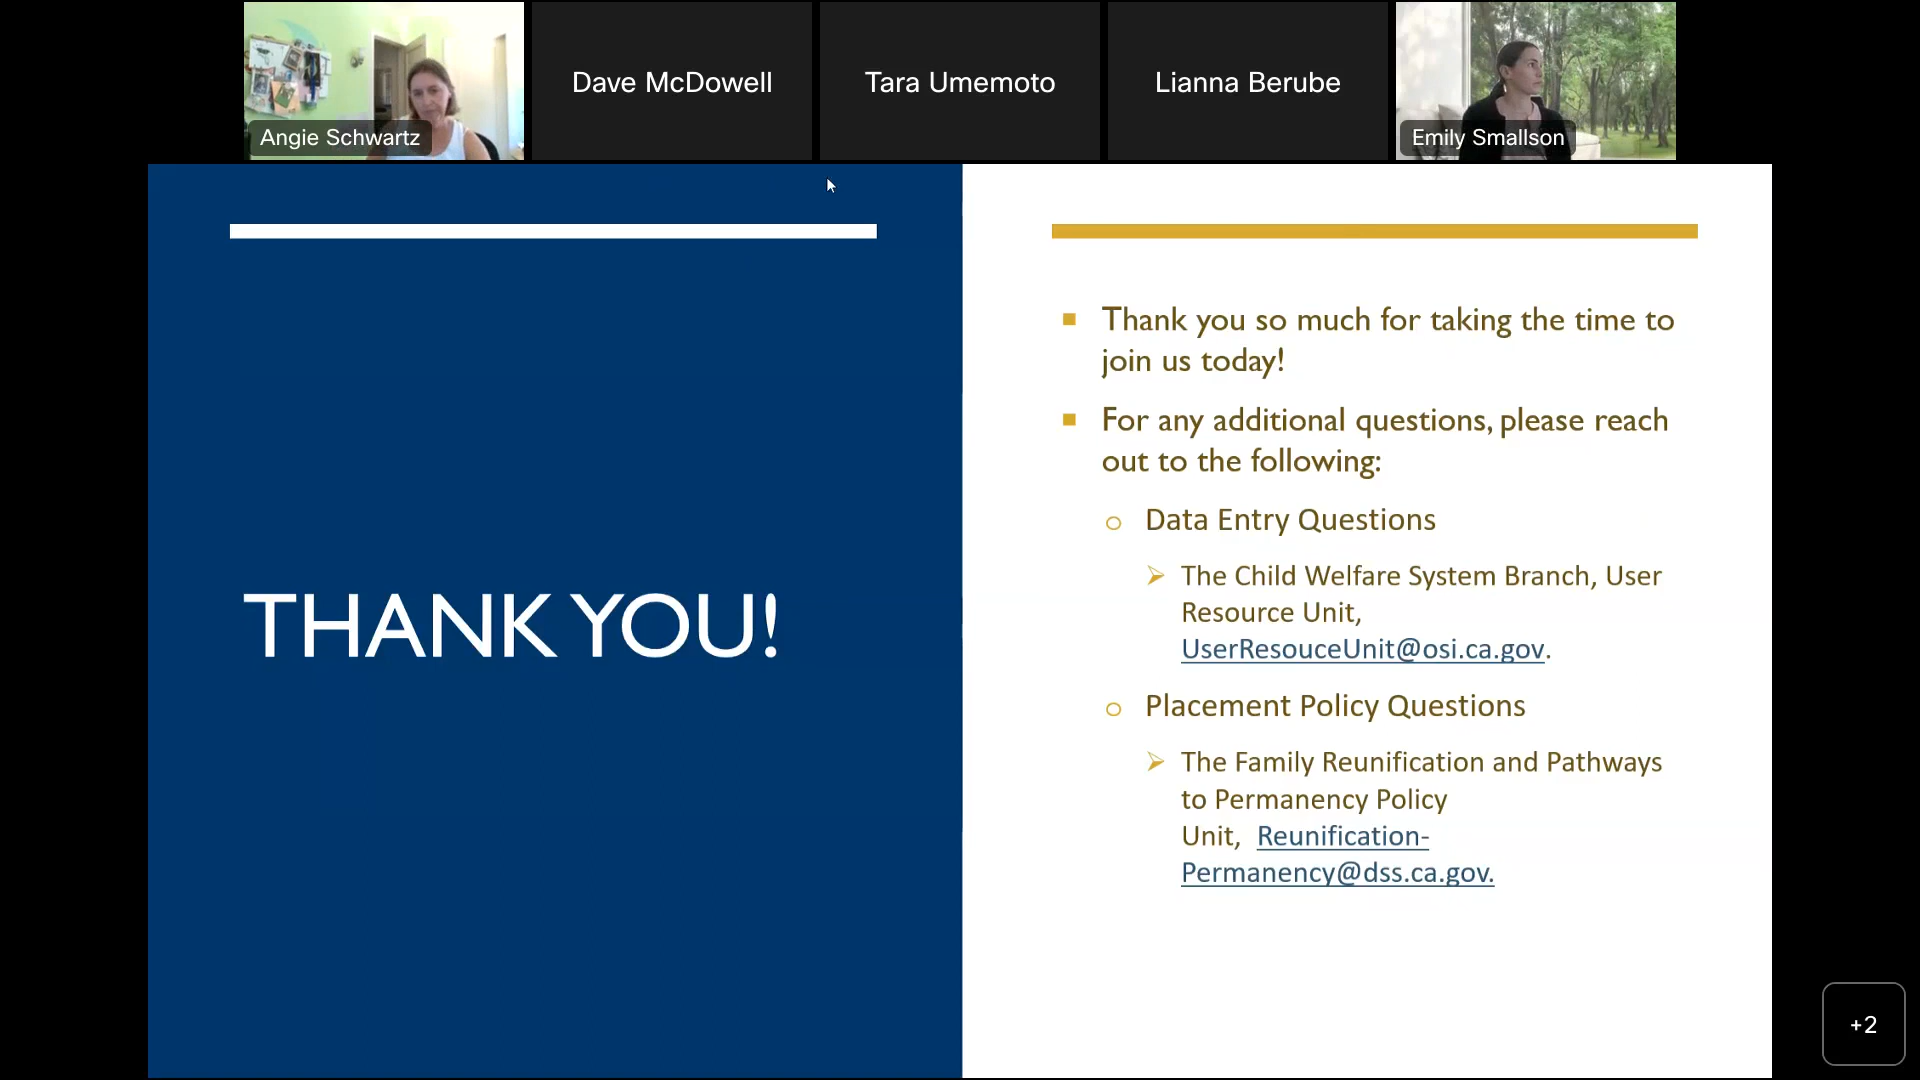 Angie Schwartz
Dave McDowell
Tara Umemoto
Lianna Berube
Emily Smallson
THANK YOU!
Thank you so much for taking the time to
join us today!
For any additional questions, please reach
out to the following:
Data Entry Questions
The Child Welfare System Branch, User
Resource Unit,
UserResouceUnit@osi.ca.gov.
Placement Policy Questions
The Family Reunification and Pathways
to Permanency Policy
Unit, Reunification-
Permanency@dss.ca.gov.
+2